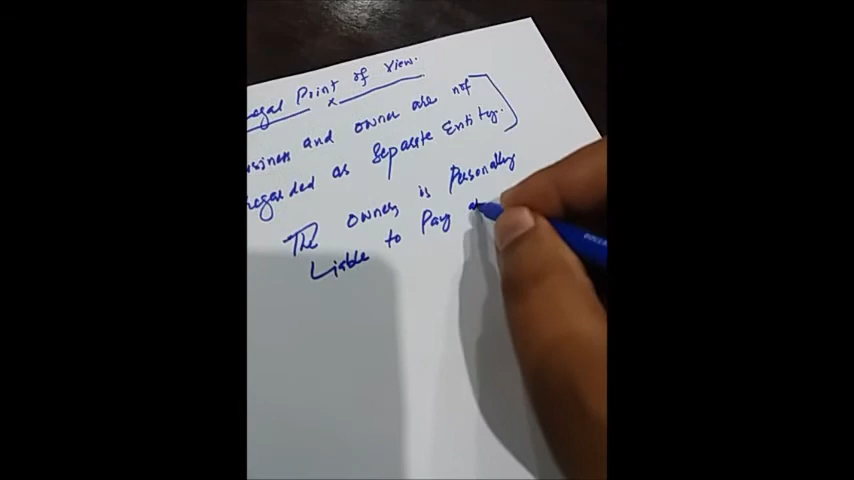 Legal Point of View.
Business and owner are not
regarded as Separate Entity.
The owner is Personally
Liable to Pay